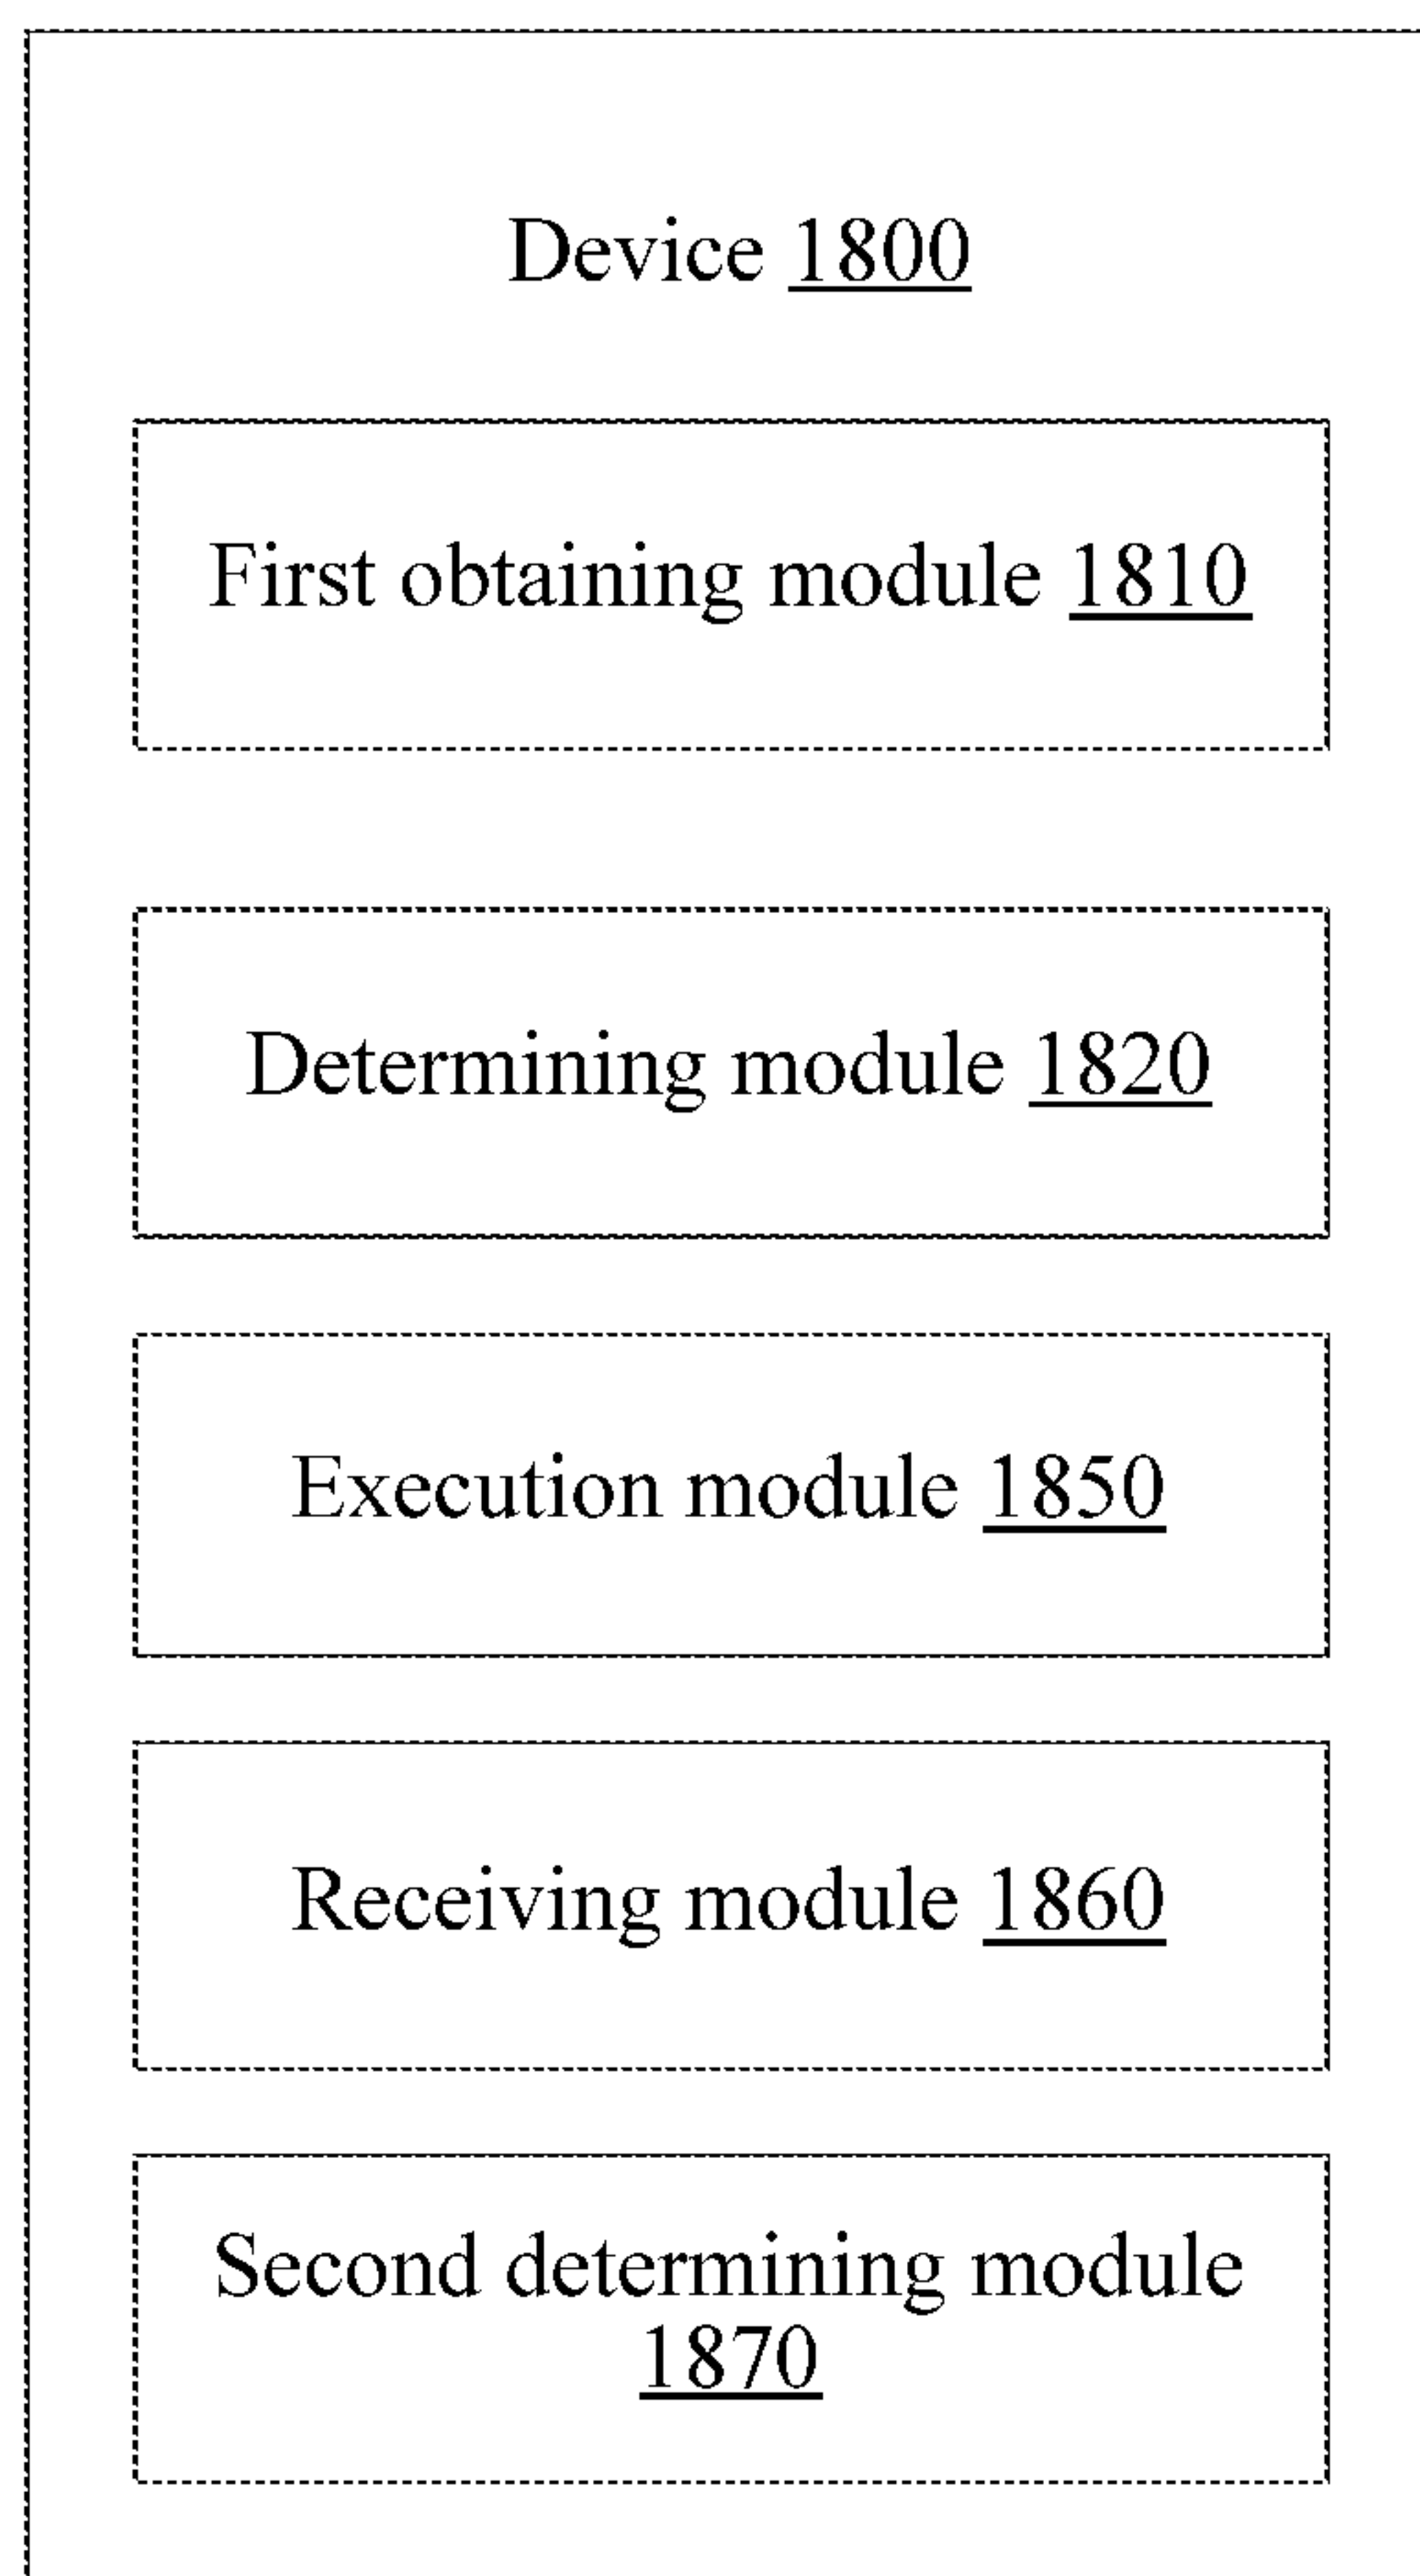 Device 1800
First obtaining module 1810
Determining module 1820
Execution module 1850
Receiving module 1860
Second determining module
1870